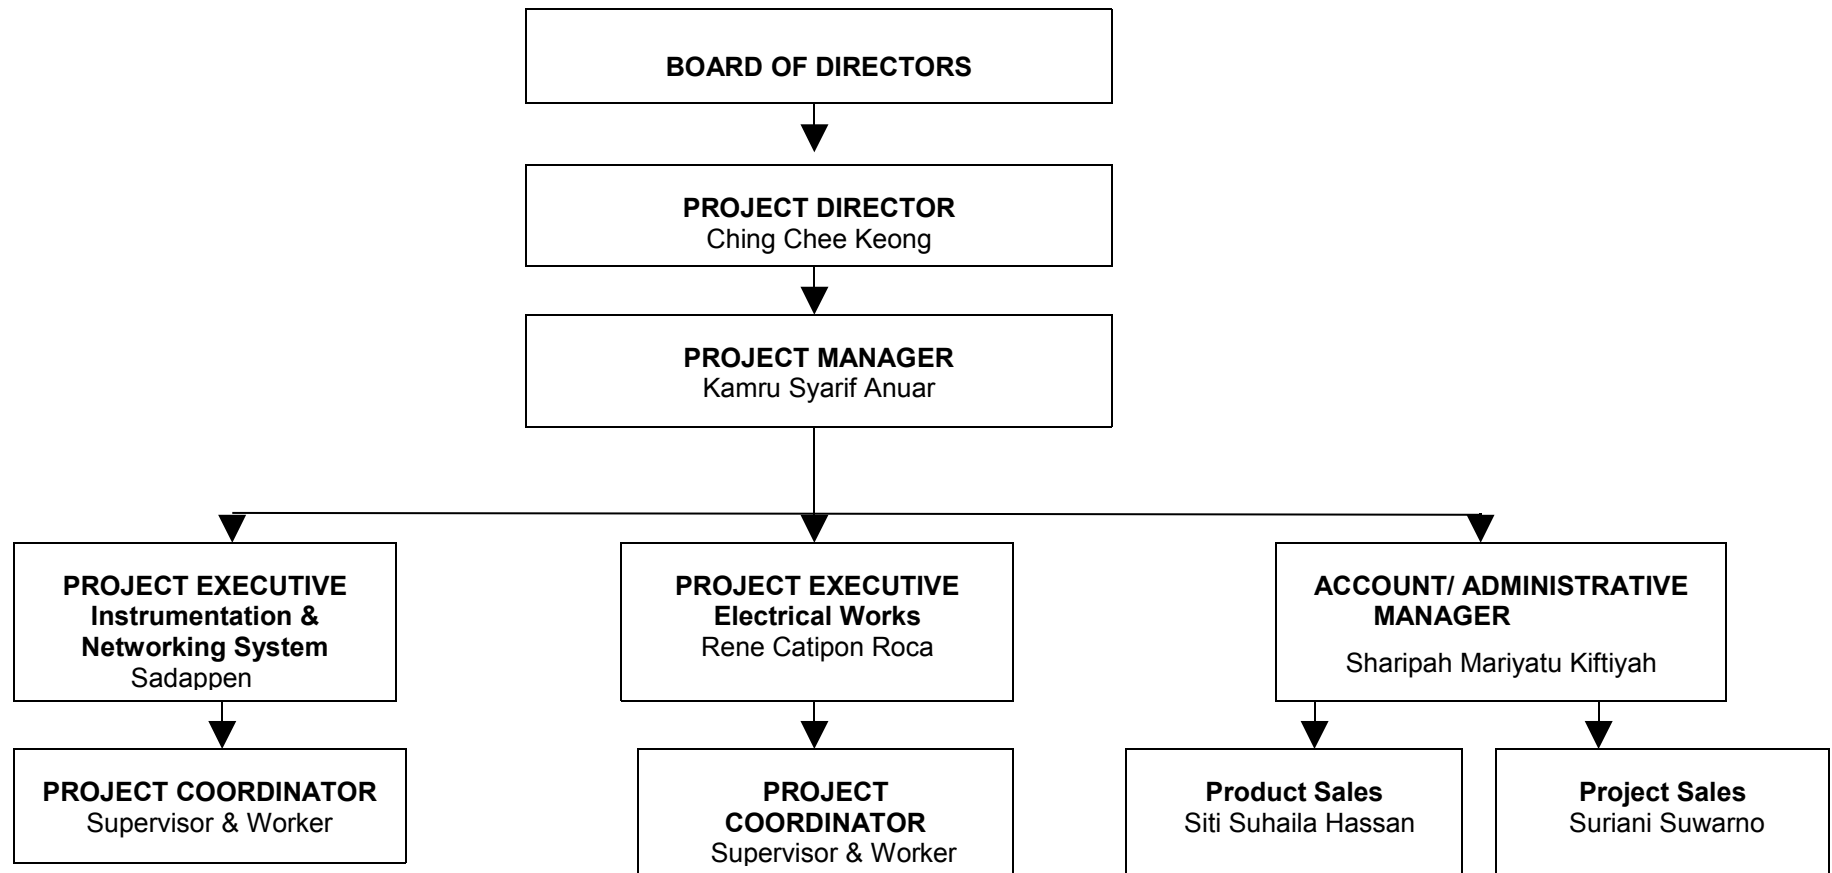 BOARD OF DIRECTORS
PROJECT DIRECTOR
Ching Chee Keong
PROJECT MANAGER
Kamru Syarif Anuar
PROJECT EXECUTIVE
Instrumentation &
Networking System
Sadappen
PROJECT EXECUTIVE
Electrical Works
Rene Catipon Roca
ACCOUNT/ ADMINISTRATIVE
MANAGER
Sharipah Mariyatu Kiftiyah
PROJECT COORDINATOR
Supervisor & Worker
PROJECT
COORDINATOR
Supervisor & Worker
Product Sales
Siti Suhaila Hassan
Project Sales
Suriani Suwarno